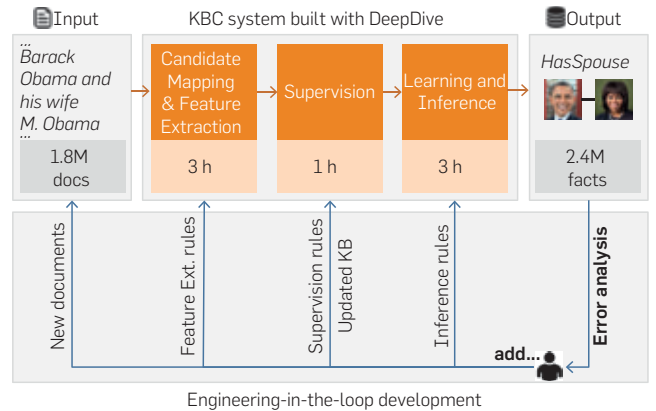 Input
KBC system built with DeepDive
Output
...
Barack
Obama and
his wife
M. Obama
...
1.8M
docs
Candidate
Mapping
& Feature
Extraction
3 h
Supervision
1 h
Learning and
Inference
3 h
HasSpouse
2.4M
facts
New documents
Feature Ext. rules
Supervision rules
Updated KB
Inference rules
Error analysis
add...
Engineering-in-the-loop development